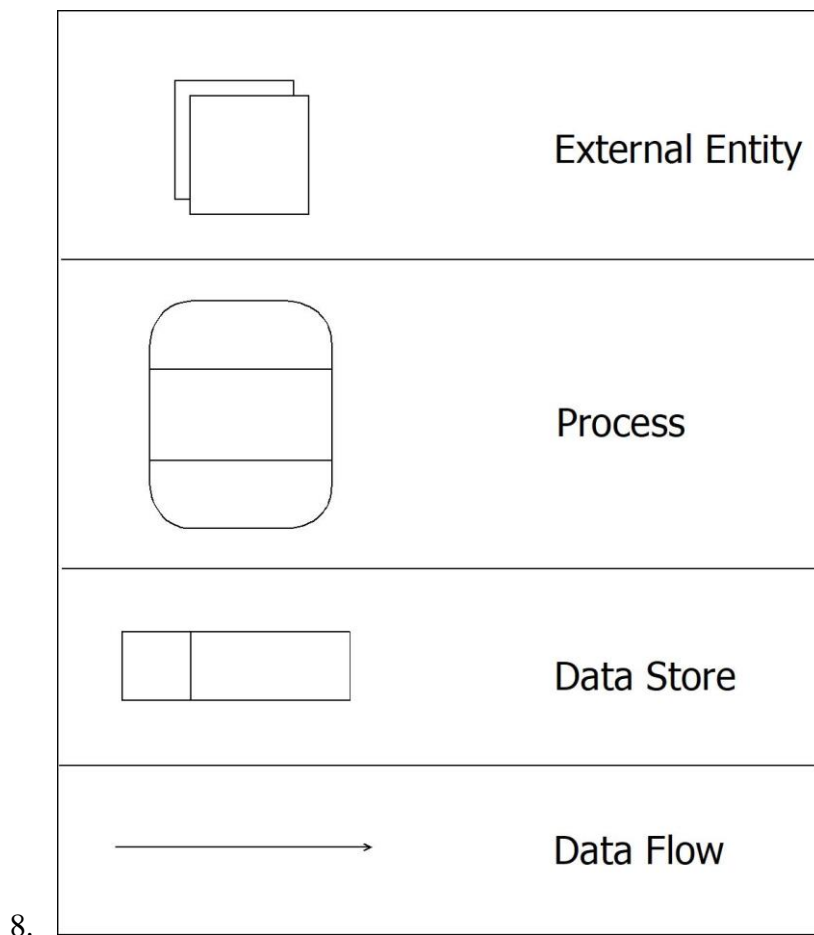 External Entity
Process
Data Store
Data Flow
8.